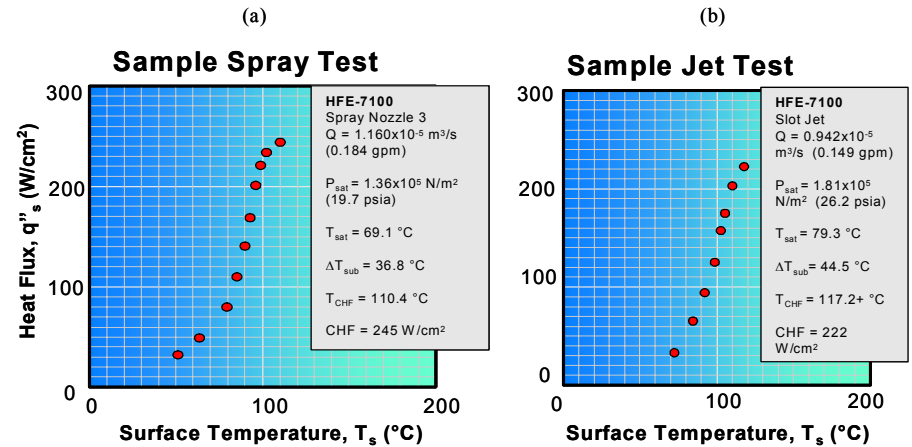 (a)
Sample Spray Test
300
200
100
0
0
100
200
Heat Flux, q”s (W/cm²)
Surface Temperature, Ts (°C)
HFE-7100
Spray Nozzle 3
Q = 1.160x10-5 m³/s
(0.184 gpm)
Psat = 1.36x10⁵ N/m²
(19.7 psia)
Tsat = 69.1 °C
ΔTsub = 36.8 °C
TCHF = 110.4 °C
CHF = 245 W/cm²
(b)
Sample Jet Test
300
200
100
0
0
100
200
Surface Temperature, Ts (°C)
HFE-7100
Slot Jet
Q = 0.942x10-5
m³/s (0.149 gpm)
Psat = 1.81x10⁵
N/m² (26.2 psia)
Tsat = 79.3 °C
ΔTsub = 44.5 °C
TCHF = 117.2+ °C
CHF = 222
W/cm²